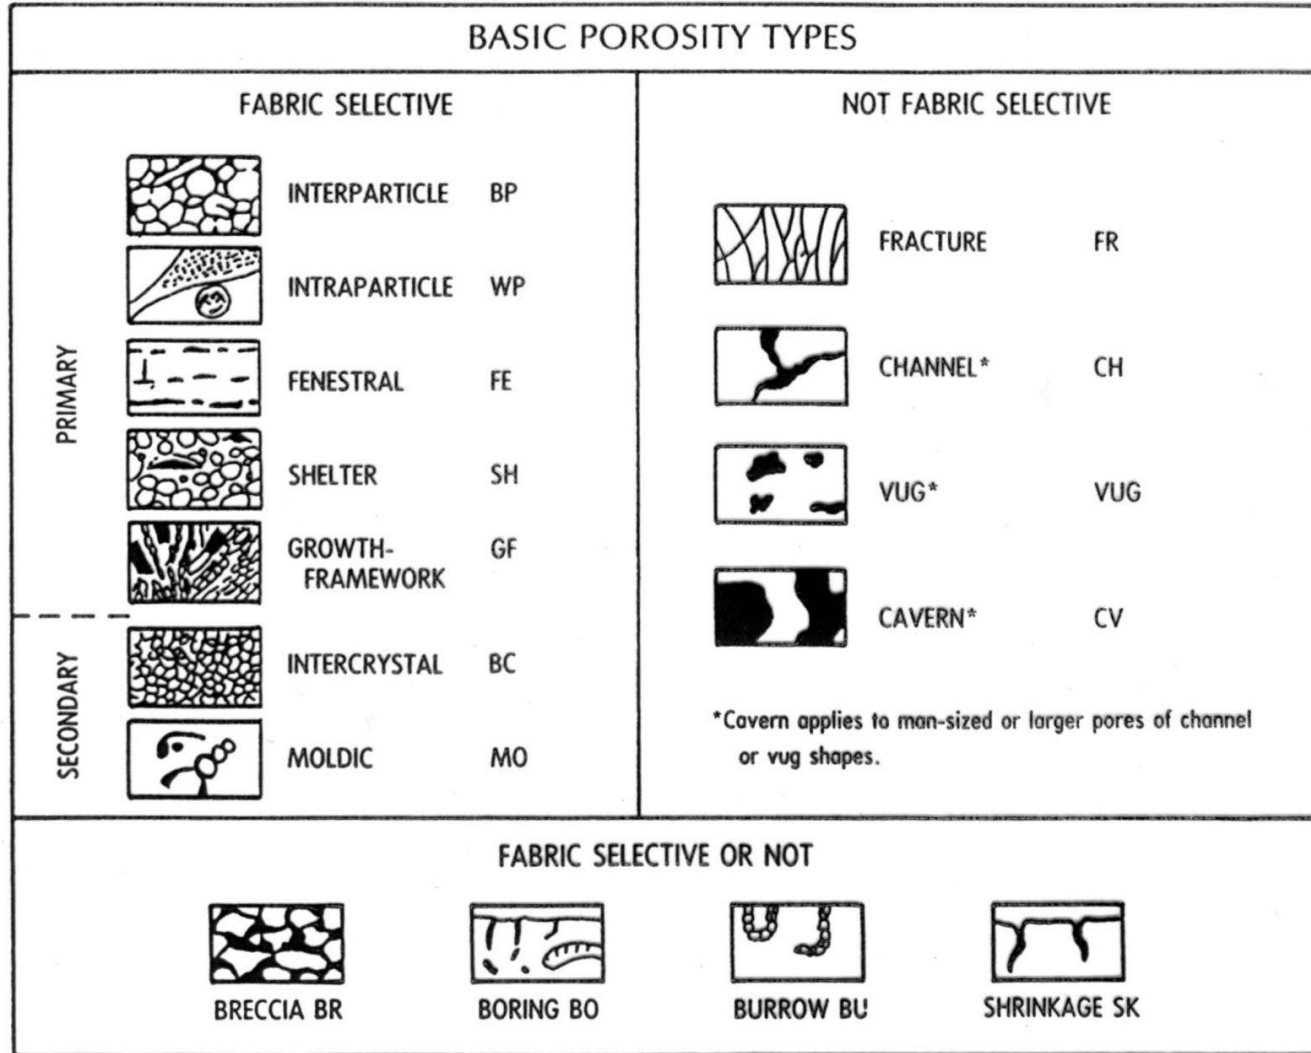 BASIC POROSITY TYPES
FABRIC SELECTIVE
PRIMARY
INTERPARTICLE BP
INTRAPARTICLE WP
FENESTRAL FE
SHELTER SH
GROWTH- GF
FRAMEWORK
SECONDARY
INTERCRYSTAL BC
MOLDIC MO
NOT FABRIC SELECTIVE
FRACTURE FR
CHANNEL* CH
VUG* VUG
CAVERN* CV
*Cavern applies to man-sized or larger pores of channel
or vug shapes.
FABRIC SELECTIVE OR NOT
BRECCIA BR
BORING BO
BURROW BU
SHRINKAGE SK